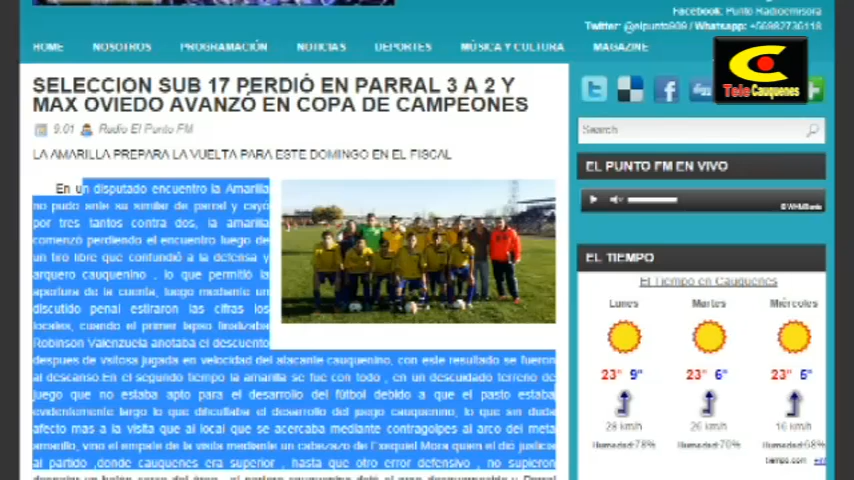 Facebook: Punto Radioemisora
Twitter: @elpunto909 / Whatsapp: +56982736118
HOME NOSOTROS PROGRAMACIÓN NOTICIAS DEPORTES MÚSICA Y CULTURA MAGAZINE
TeleCauquenes
SELECCION SUB 17 PERDIÓ EN PARRAL 3 A 2 Y
MAX OVIEDO AVANZÓ EN COPA DE CAMPEONES
9:01 Radio El Punto FM
LA AMARILLA PREPARA LA VUELTA PARA ESTE DOMINGO EN EL FISCAL
En un disputado encuentro la Amarilla
no pudo ante su similar de parral y cayó
por tres tantos contra dos, la amarilla
comenzó perdiendo el encuentro luego de
un tiro libre que confundió a la defensa y
arquero cauquenino , lo que permitió la
apertura de la cuenta, luego mediante un
discutido penal estiraron las cifras los
locales, cuando el primer lapso finalizaba
Robinson Valenzuela anotaba el descuento
despues de vsitosa jugada en velocidad del atacante cauquenino, con este resultado se fueron
al descanso.En el segundo tiempo la amarilla se fue con todo , en un descuidado terreno de
juego que no estaba apto para el desarrollo del fútbol debido a que el pasto estaba
evidentemente largo lo que dificultaba el desarrollo del juego cauquenino, lo que sin duda
afecto mas a la visita que al local que se acercaba mediante contragolpes al arco del meta
amarillo, vino el empate de la visita mediante un cabezazo de Exequiel Mora quien el dió justicia
al partido ,donde cauquenes era superior , hasta que otro error defensivo , no supieron
Search
EL PUNTO FM EN VIVO
EL TIEMPO
El Tiempo en Cauquenes
Lunes Martes Miércoles
23° 9° 23° 6° 23° 6°
28 km/h 26 km/h 16 km/h
Humedad:78% Humedad:70% Humedad:68%
tiempo.com +info